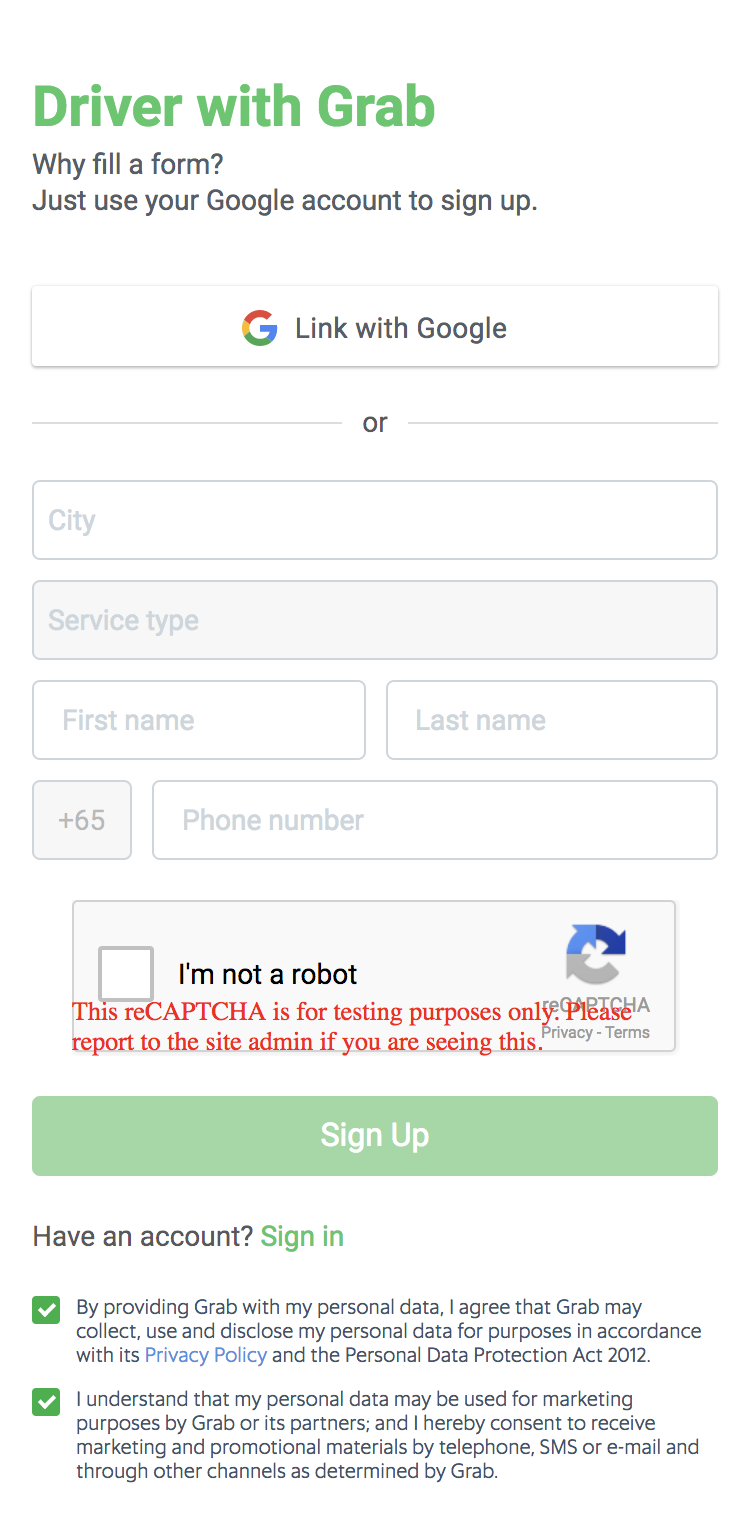 Driver with Grab
Why fill a form?
Just use your Google account to sign up.
Link with Google
or
City
Service type
First name
Last name
+65
Phone number
I'm not a robot
reCAPTCHA
This reCAPTCHA is for testing purposes only. Please
report to the site admin if you are seeing this.
Privacy - Terms
Sign Up
Have an account? Sign in
By providing Grab with my personal data, I agree that Grab may
collect, use and disclose my personal data for purposes in accordance
with its Privacy Policy and the Personal Data Protection Act 2012.
I understand that my personal data may be used for marketing
purposes by Grab or its partners; and I hereby consent to receive
marketing and promotional materials by telephone, SMS or e-mail and
through other channels as determined by Grab.